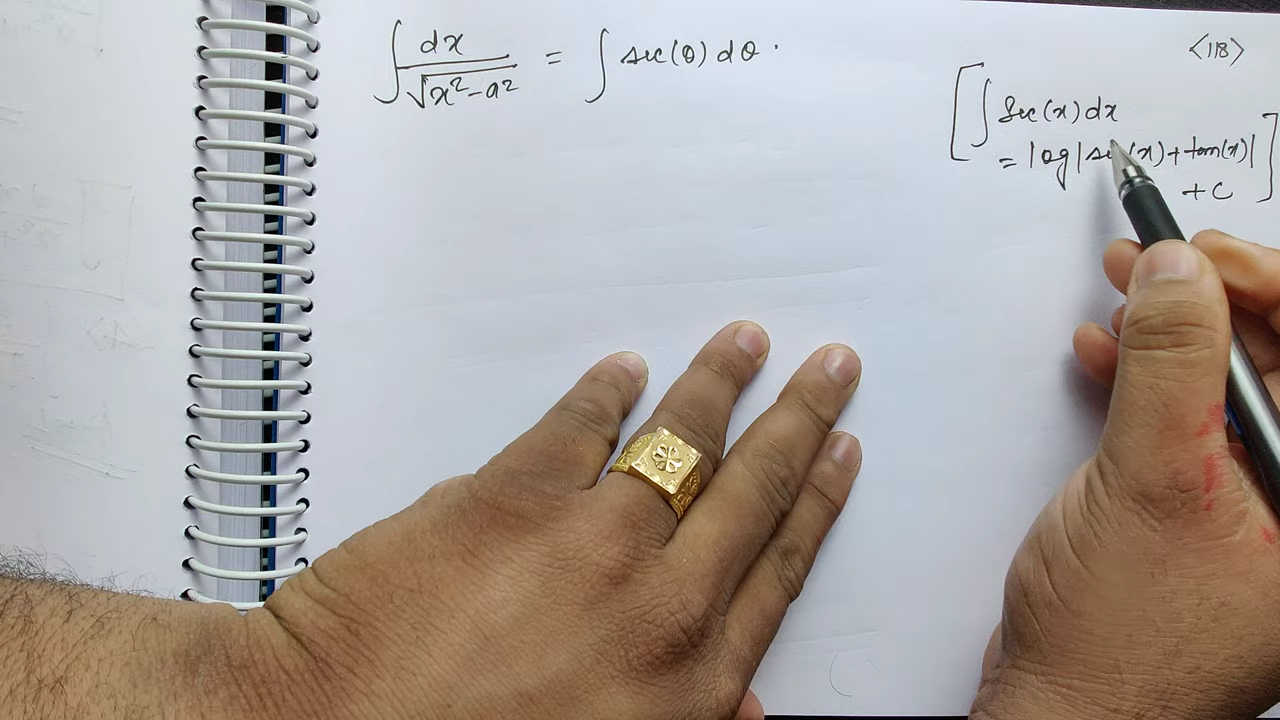 ∫ dx / √x²-a² = ∫ sec(θ) dθ.
<118>
[∫ Sec(x) dx
= log|sec(x)+tan(x)|
+C]